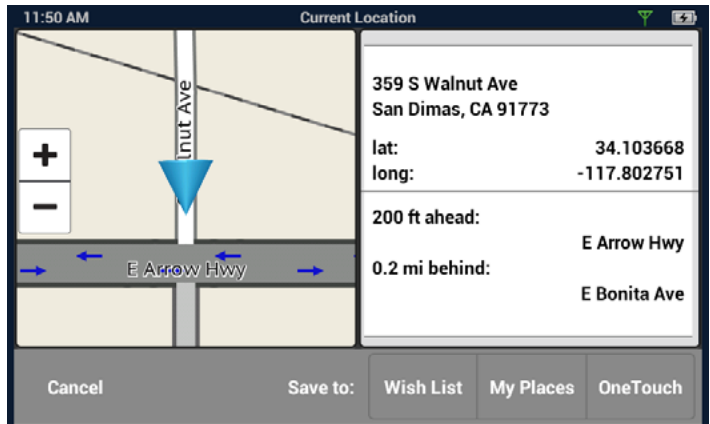 11:50 AM
Current Location
lnut Ave
+
−
E Arrow Hwy
359 S Walnut Ave
San Dimas, CA 91773
lat: 34.103668
long: -117.802751
200 ft ahead:
E Arrow Hwy
0.2 mi behind:
E Bonita Ave
Cancel
Save to:
Wish List
My Places
OneTouch